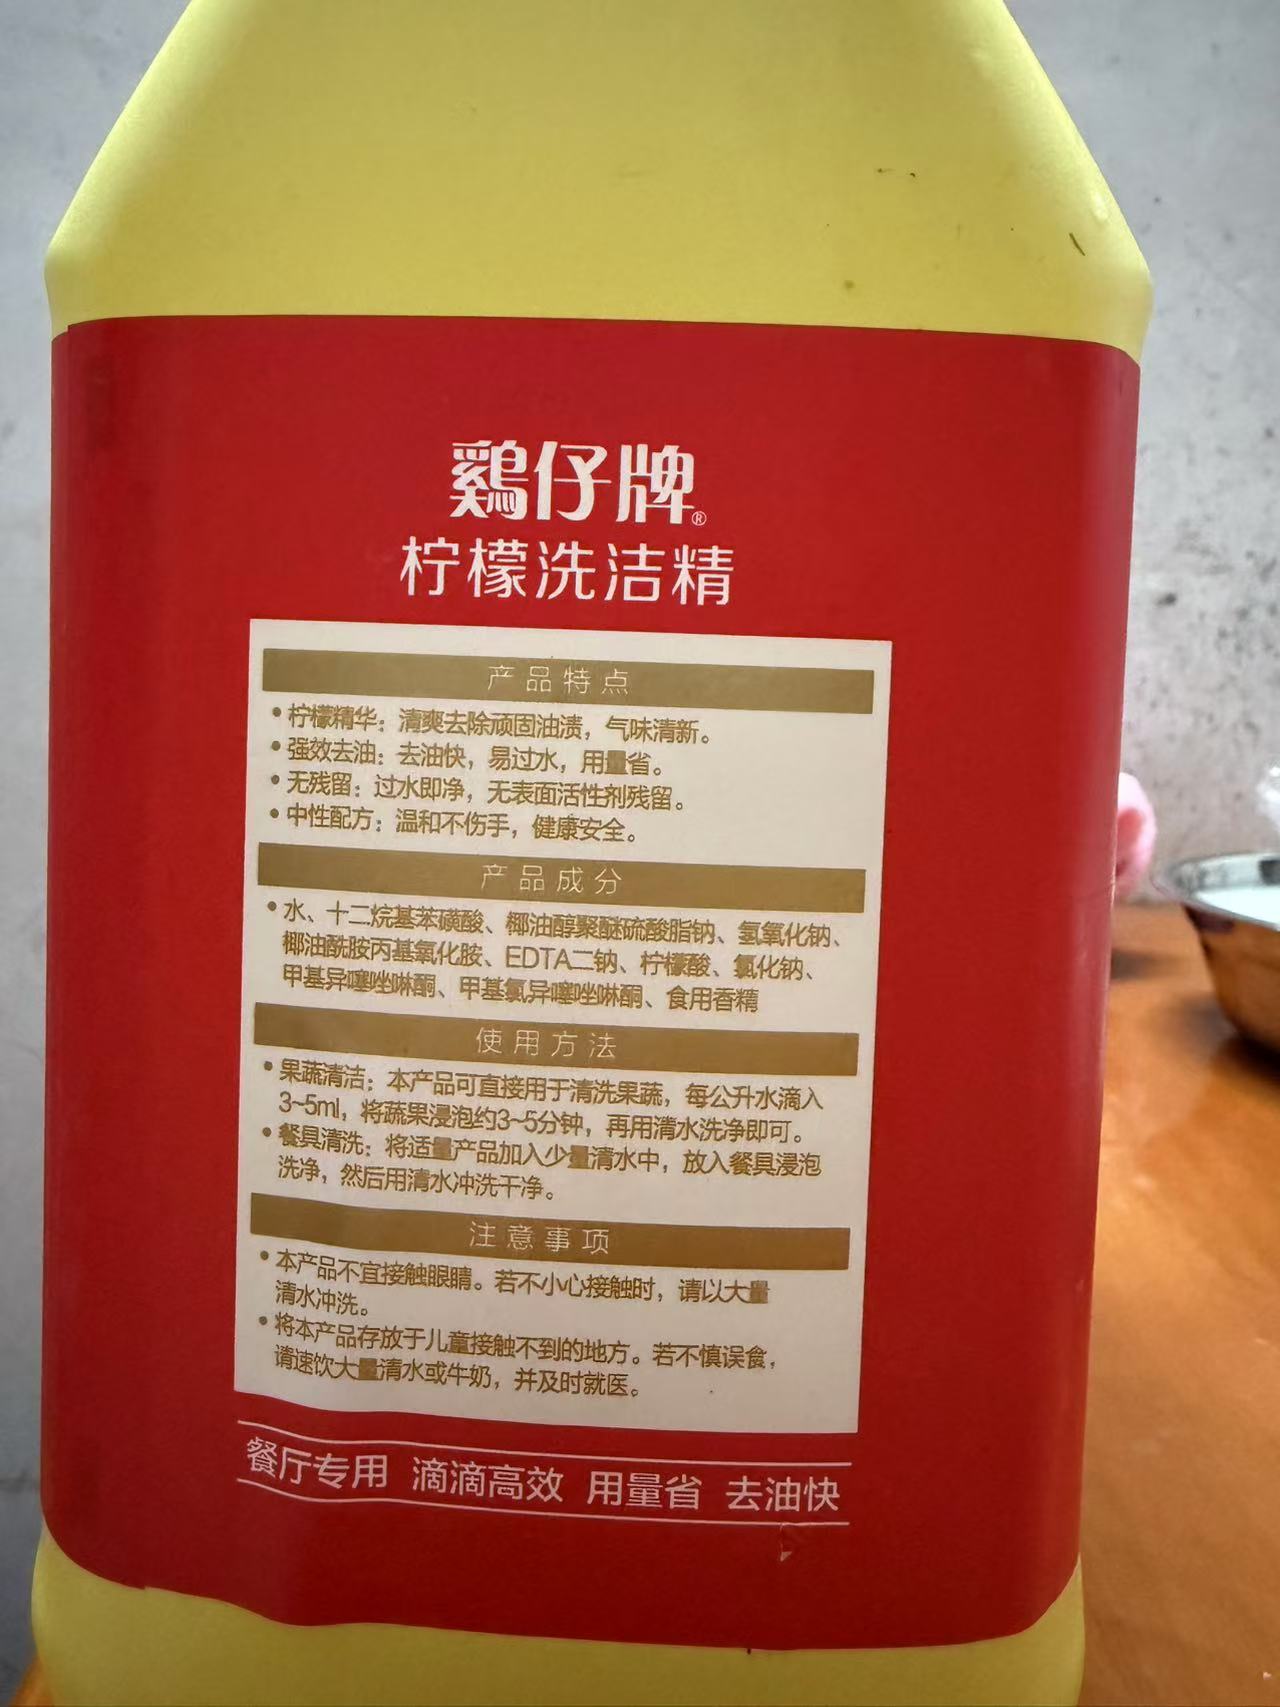 鷄仔牌®
柠檬洗洁精
产品特点
•柠檬精华：清爽去除顽固油渍，气味清新。
•强效去油：去油快，易过水，用量省。
•无残留：过水即净，无表面活性剂残留。
•中性配方：温和不伤手，健康安全。
产品成分
•水、十二烷基苯磺酸、椰油醇聚醚硫酸脂钠、氢氧化钠、
椰油酰胺丙基氧化胺、EDTA二钠、柠檬酸、氯化钠、
甲基异噻唑啉酮、甲基氯异噻唑啉酮、食用香精
使用方法
•果蔬清洁：本产品可直接用于清洗果蔬，每公升水滴入
3~5ml，将蔬果浸泡约3~5分钟，再用清水洗净即可。
•餐具清洗：将适量产品加入少量清水中，放入餐具浸泡
洗净，然后用清水冲洗干净。
注意事项
•本产品不宜接触眼睛。若不小心接触时，请以大量
清水冲洗。
•将本产品存放于儿童接触不到的地方。若不慎误食，
请速饮大量清水或牛奶，并及时就医。
餐厅专用 滴滴高效 用量省 去油快